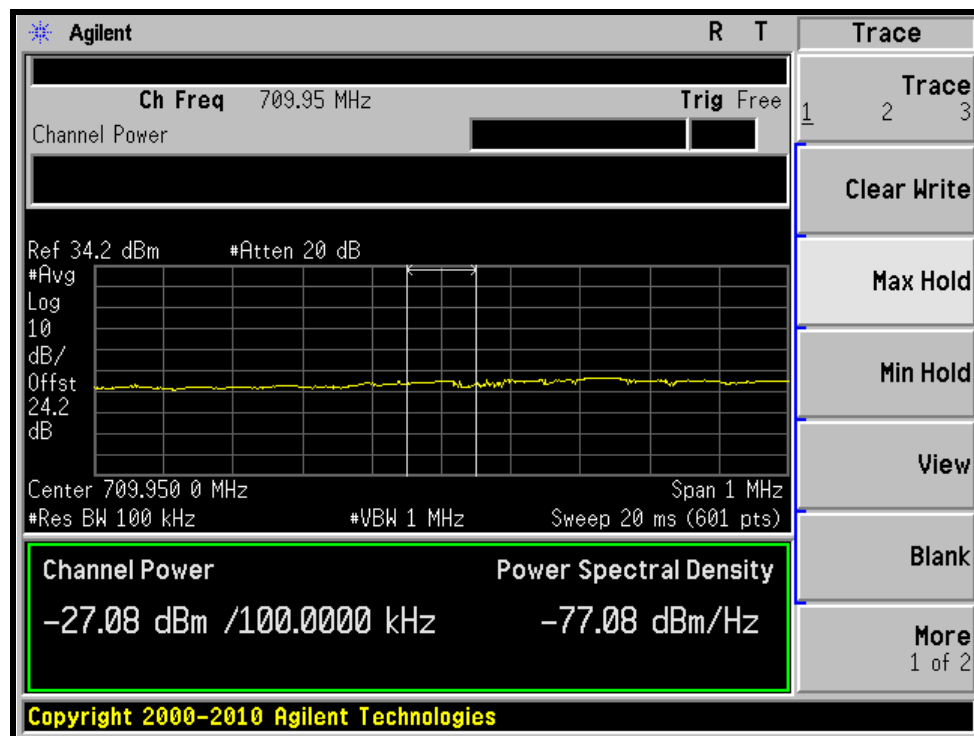 Agilent R T Trace
Ch Freq 709.95 MHz Trig Free
Channel Power
Trace
1 2 3
Clear Write
Max Hold
Min Hold
View
Blank
More
1 of 2
Ref 34.2 dBm #Atten 20 dB
#Avg
Log
10
dB/
Offst
24.2
dB
Center 709.950 0 MHz Span 1 MHz
#Res BW 100 kHz #VBW 1 MHz Sweep 20 ms (601 pts)
Channel Power Power Spectral Density
-27.08 dBm /100.0000 kHz -77.08 dBm/Hz
Copyright 2000-2010 Agilent Technologies